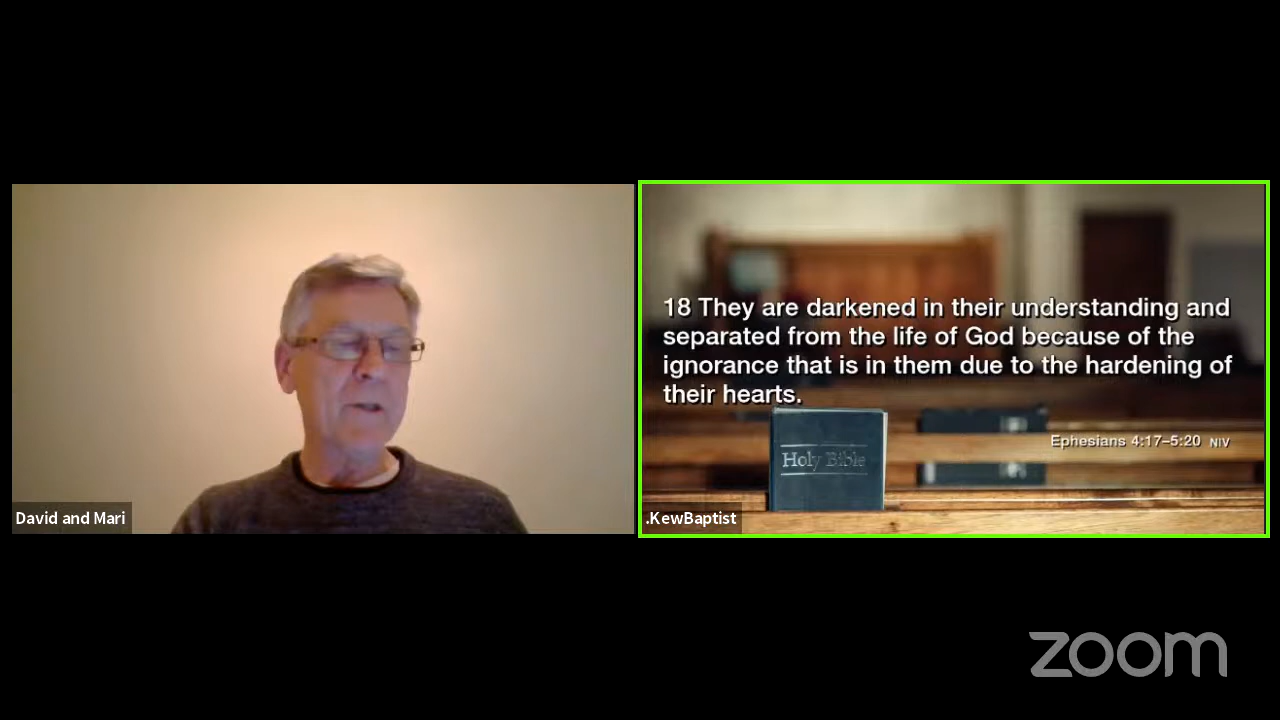 18 They are darkened in their understanding and
separated from the life of God because of the
ignorance that is in them due to the hardening of
their hearts.
Holy Bible
Ephesians 4:17–5:20 NIV
David and Mari
.KewBaptist
zoom